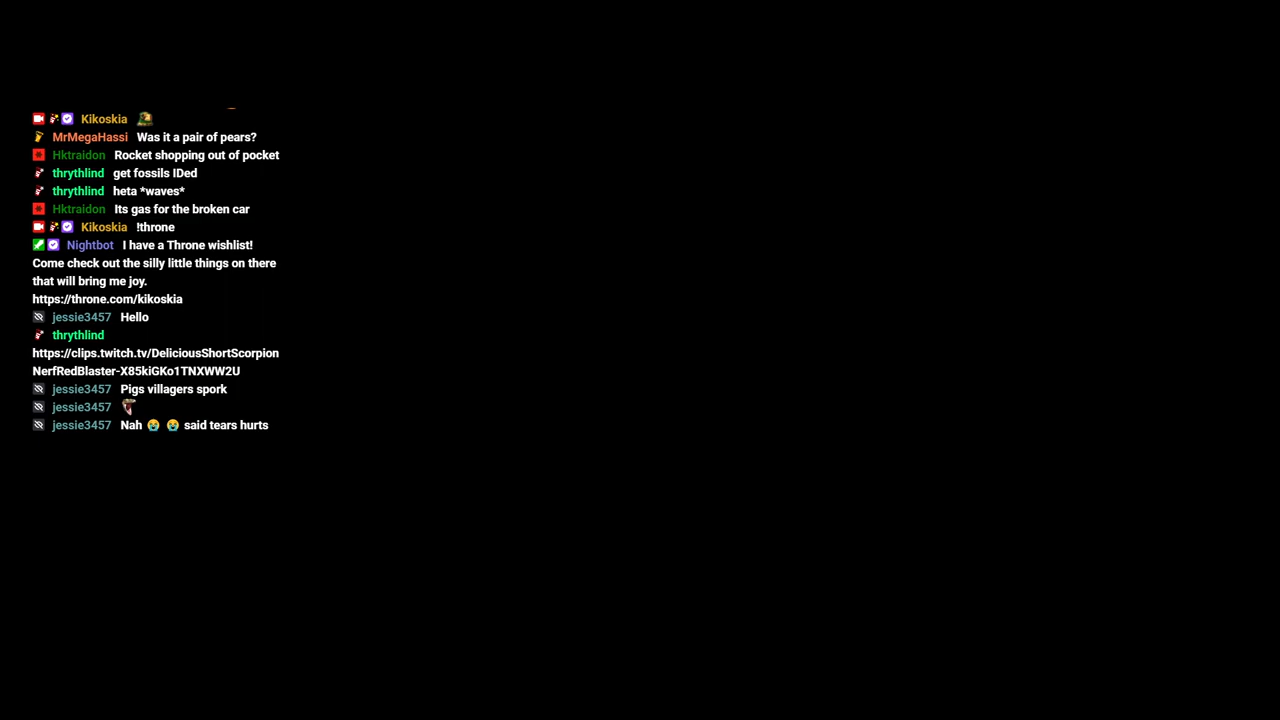 Kikoskia
MrMegaHassi Was it a pair of pears?
Hktraidon Rocket shopping out of pocket
thrythlind get fossils IDed
thrythlind heta *waves*
Hktraidon Its gas for the broken car
Kikoskia !throne
Nightbot I have a Throne wishlist!
Come check out the silly little things on there
that will bring me joy.
https://throne.com/kikoskia
jessie3457 Hello
thrythlind
https://clips.twitch.tv/DeliciousShortScorpion
NerfRedBlaster-X85kiGKo1TNXWW2U
jessie3457 Pigs villagers spork
jessie3457
jessie3457 Nah 😭 😭 said tears hurts